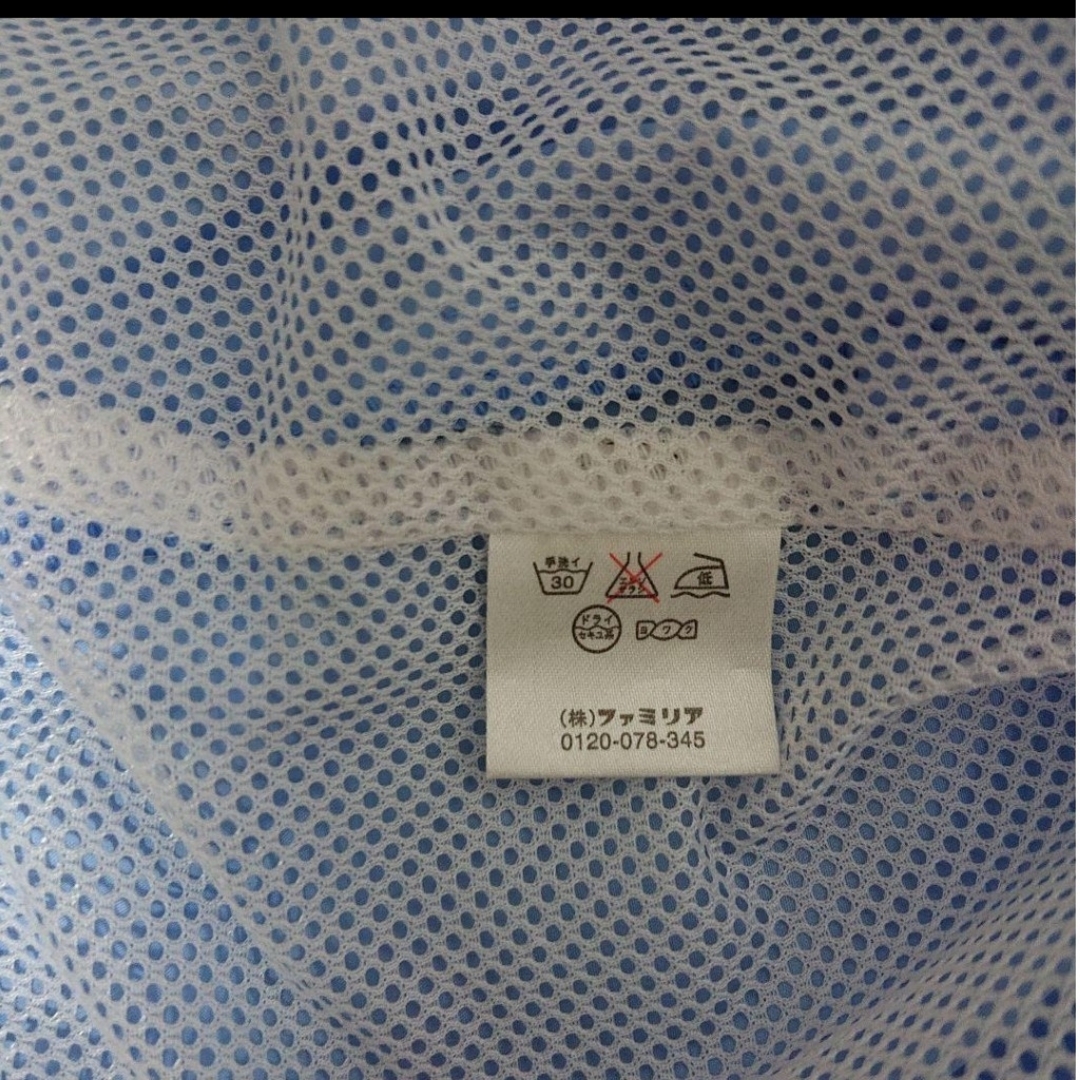 手洗イ
30
エンソ
サラシ
低
ドライ
セキユ系
ヨワク
(株)ファミリア
0120-078-345